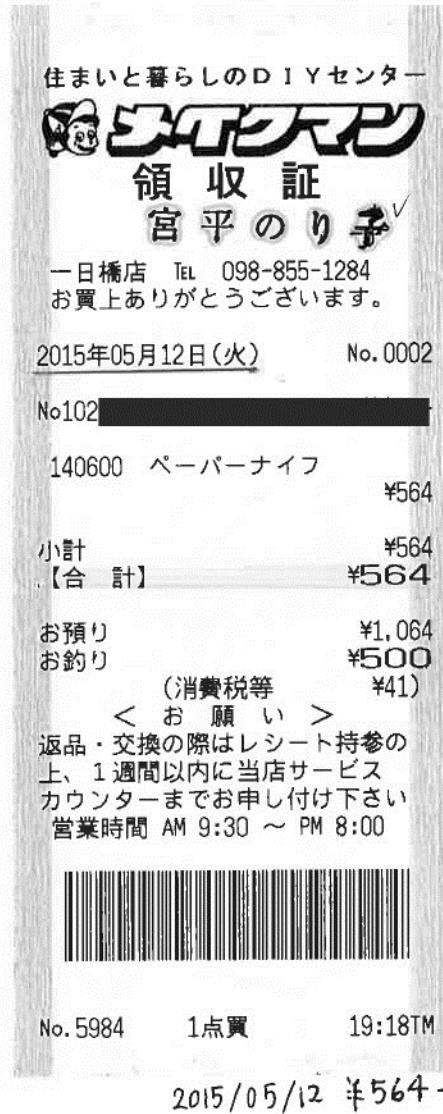 住まいと暮らしのDIYセンター
メイクマン
領収証
宮平のり子
一日橋店 ℡ 098-855-1284
お買上ありがとうございます。
2015年05月12日(火) No.0002
No102
140600 ペーパーナイフ
¥564
小計 ¥564
【合 計】 ¥564
お預り ¥1,064
お釣り ¥500
(消費税等 ¥41)
< お 願 い >
返品・交換の際はレシート持参の
上、1週間以内に当店サービス
カウンターまでお申し付け下さい
営業時間 AM 9:30 ~ PM 8:00
No.5984 1点買 19:18TM
2015/05/12 ¥564-